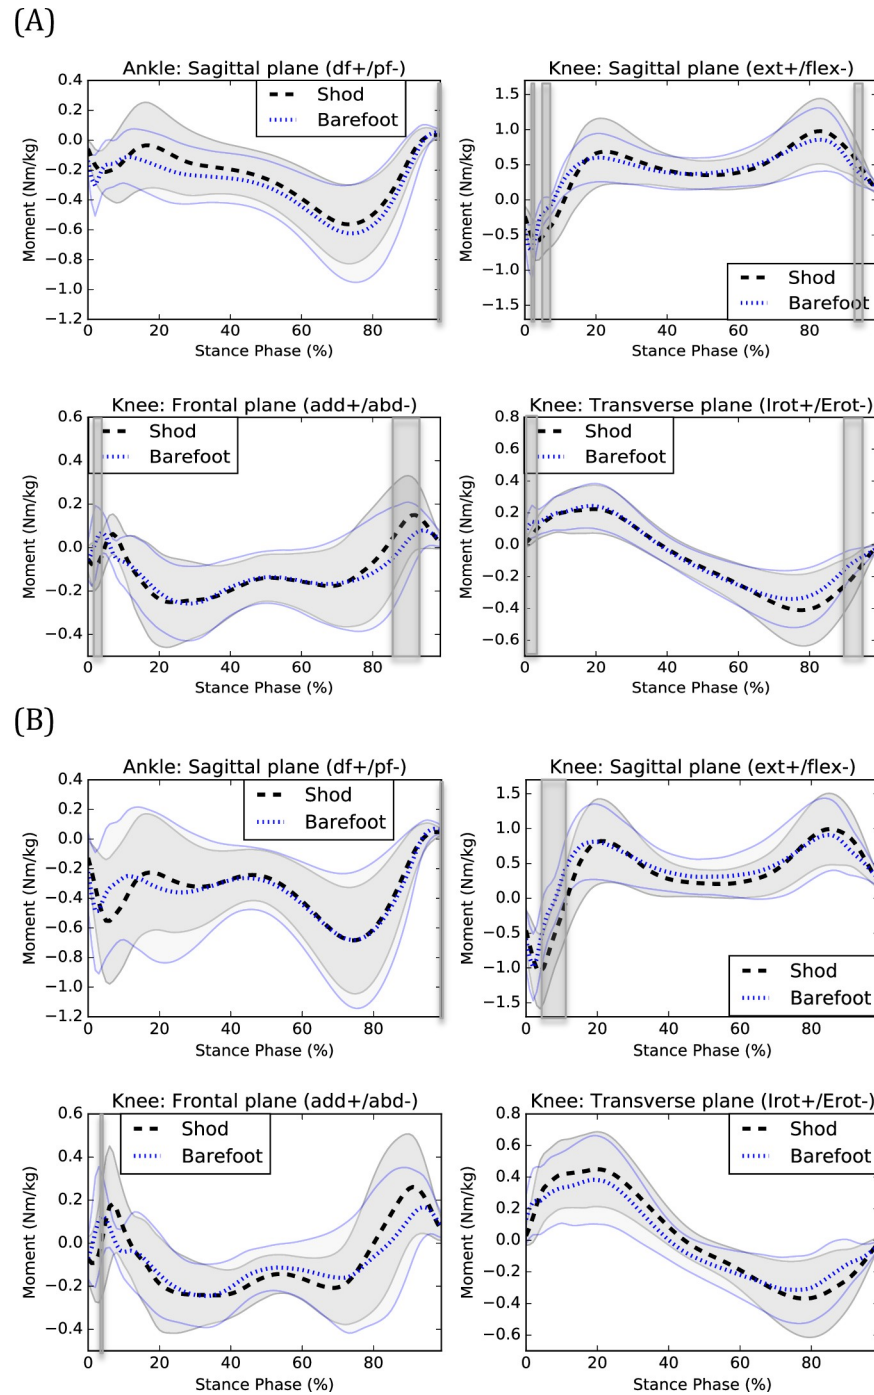 (A)
Ankle: Sagittal plane (df+/pf-)
Moment (Nm/kg)
0.4
0.2
0.0
−0.2
−0.4
−0.6
−0.8
−1.0
−1.2
Shod
Barefoot
0 20 40 60 80
Stance Phase (%)
Knee: Sagittal plane (ext+/flex-)
Moment (Nm/kg)
1.5
1.0
0.5
0.0
−0.5
−1.0
−1.5
Shod
Barefoot
0 20 40 60 80
Stance Phase (%)
Knee: Frontal plane (add+/abd-)
Moment (Nm/kg)
0.6
0.4
0.2
0.0
−0.2
−0.4
Shod
Barefoot
0 20 40 60 80
Stance Phase (%)
Knee: Transverse plane (Irot+/Erot-)
Moment (Nm/kg)
0.8
0.6
0.4
0.2
0.0
−0.2
−0.4
−0.6
Shod
Barefoot
0 20 40 60 80
Stance Phase (%)
(B)
Ankle: Sagittal plane (df+/pf-)
Moment (Nm/kg)
0.4
0.2
0.0
−0.2
−0.4
−0.6
−0.8
−1.0
−1.2
Shod
Barefoot
0 20 40 60 80
Stance Phase (%)
Knee: Sagittal plane (ext+/flex-)
Moment (Nm/kg)
1.5
1.0
0.5
0.0
−0.5
−1.0
−1.5
Shod
Barefoot
0 20 40 60 80
Stance Phase (%)
Knee: Frontal plane (add+/abd-)
Moment (Nm/kg)
0.6
0.4
0.2
0.0
−0.2
−0.4
Shod
Barefoot
0 20 40 60 80
Stance Phase (%)
Knee: Transverse plane (Irot+/Erot-)
Moment (Nm/kg)
0.8
0.6
0.4
0.2
0.0
−0.2
−0.4
−0.6
Shod
Barefoot
0 20 40 60 80
Stance Phase (%)